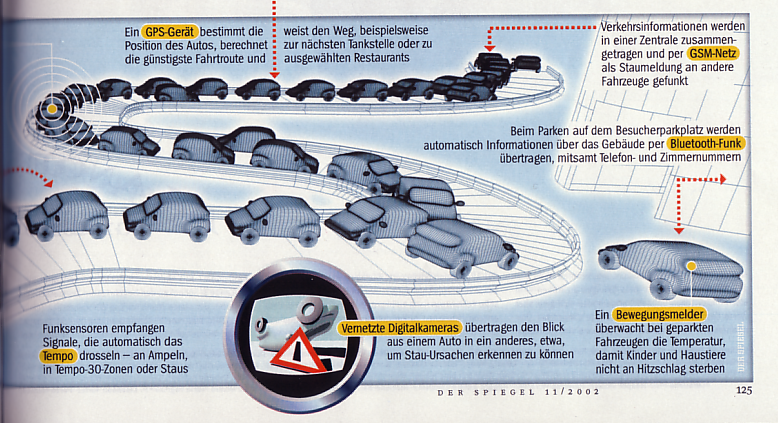 Ein GPS-Gerät bestimmt die
Position des Autos, berechnet
die günstigste Fahrtroute und
weist den Weg, beispielsweise
zur nächsten Tankstelle oder zu
ausgewählten Restaurants
Verkehrsinformationen werden
in einer Zentrale zusammen-
getragen und per GSM-Netz
als Staumeldung an andere
Fahrzeuge gefunkt
Beim Parken auf dem Besucherparkplatz werden
automatisch Informationen über das Gebäude per Bluetooth-Funk
übertragen, mitsamt Telefon- und Zimmernummern
Funksensoren empfangen
Signale, die automatisch das
Tempo drosseln – an Ampeln,
in Tempo-30-Zonen oder Staus
Vernetzte Digitalkameras übertragen den Blick
aus einem Auto in ein anderes, etwa,
um Stau-Ursachen erkennen zu können
Ein Bewegungsmelder
überwacht bei geparkten
Fahrzeugen die Temperatur,
damit Kinder und Haustiere
nicht an Hitzschlag sterben
DER SPIEGEL
DER SPIEGEL 11/2002
125